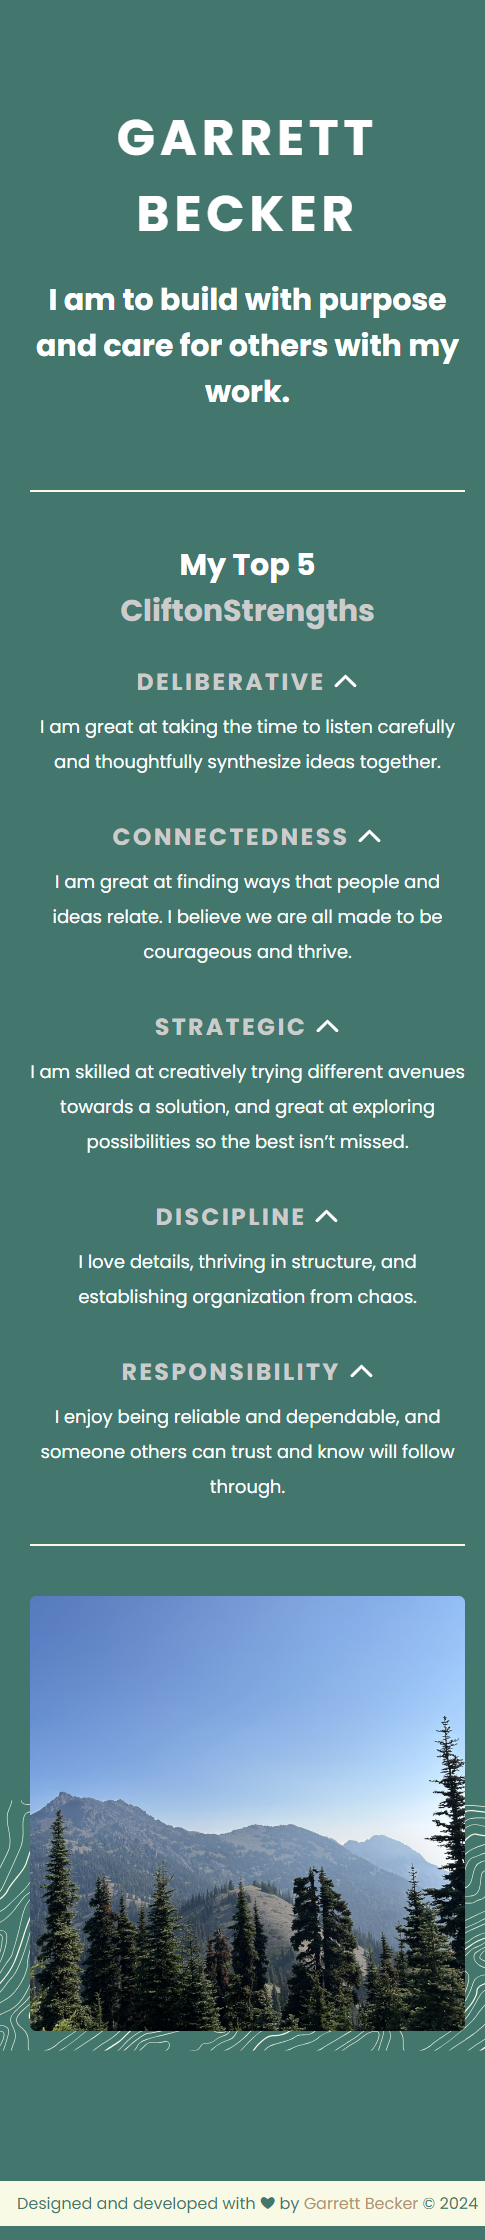 GARRETT
BECKER
I am to build with purpose
and care for others with my
work.
My Top 5
CliftonStrengths
DELIBERATIVE
I am great at taking the time to listen carefully
and thoughtfully synthesize ideas together.
CONNECTEDNESS
I am great at finding ways that people and
ideas relate. I believe we are all made to be
courageous and thrive.
STRATEGIC
I am skilled at creatively trying different avenues
towards a solution, and great at exploring
possibilities so the best isn’t missed.
DISCIPLINE
I love details, thriving in structure, and
establishing organization from chaos.
RESPONSIBILITY
I enjoy being reliable and dependable, and
someone others can trust and know will follow
through.
Designed and developed with ♥ by Garrett Becker © 2024